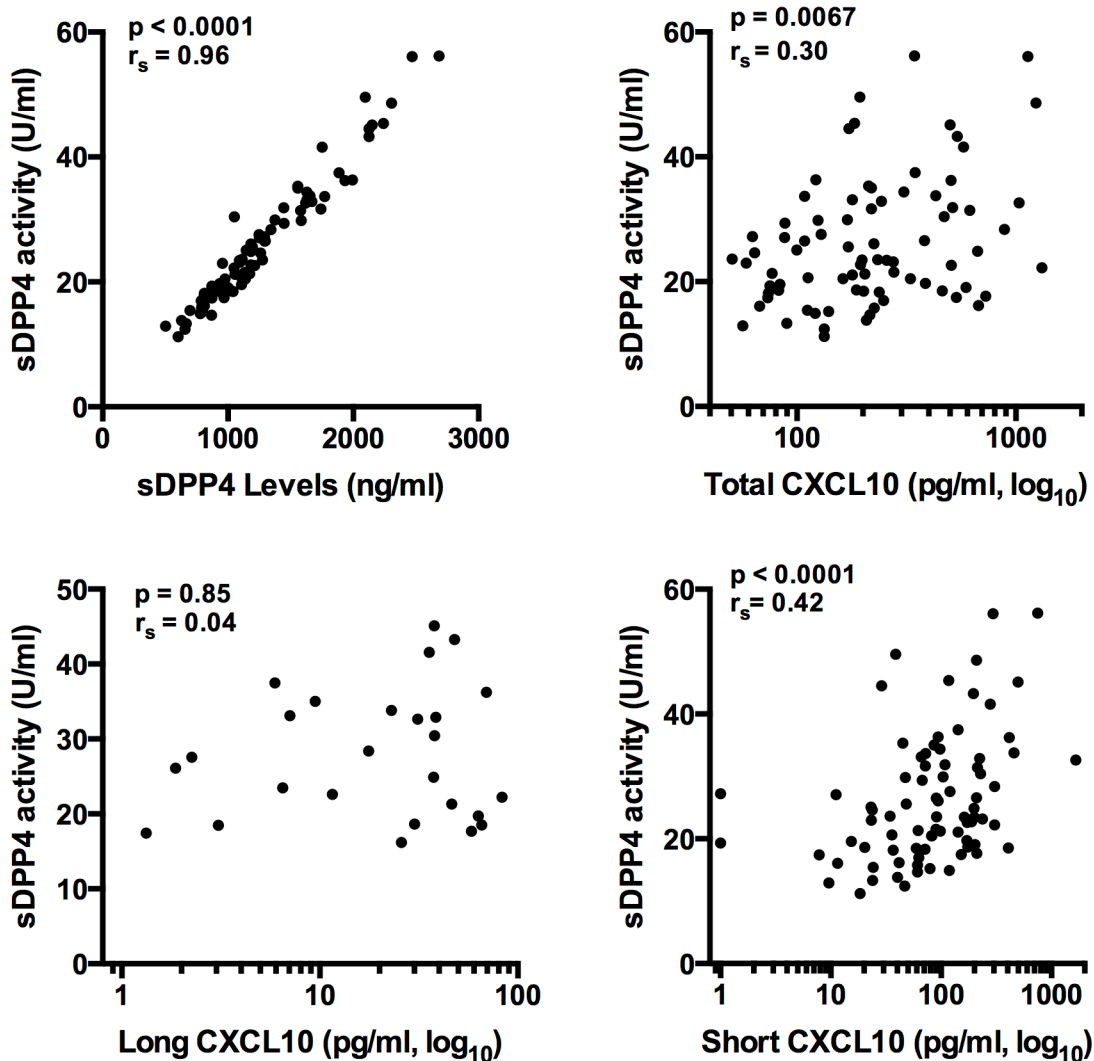 p < 0.0001
rs = 0.96
60
40
20
0
sDPP4 activity (U/ml)
0
1000
2000
3000
sDPP4 Levels (ng/ml)
p = 0.0067
rs = 0.30
60
40
20
0
sDPP4 activity (U/ml)
100
1000
Total CXCL10 (pg/ml, log10)
p = 0.85
rs = 0.04
50
40
30
20
10
0
sDPP4 activity (U/ml)
1
10
100
Long CXCL10 (pg/ml, log10)
p < 0.0001
rs= 0.42
60
40
20
0
sDPP4 activity (U/ml)
1
10
100
1000
Short CXCL10 (pg/ml, log10)